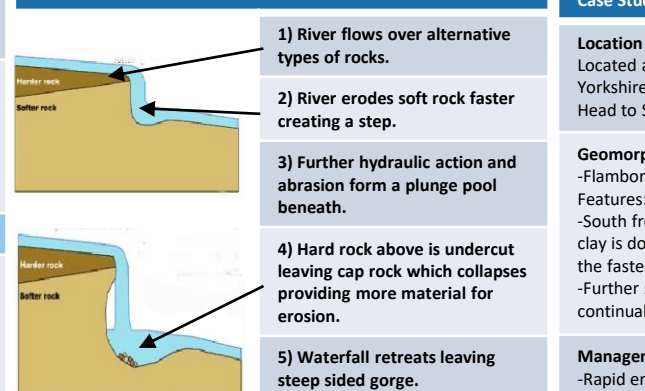 1) River flows over alternative
types of rocks.
2) River erodes soft rock faster
creating a step.
3) Further hydraulic action and
abrasion form a plunge pool
beneath.
4) Hard rock above is undercut
leaving cap rock which collapses
providing more material for
erosion.
5) Waterfall retreats leaving
steep sided gorge.
Harder rock
Softer rock
Harder rock
Softer rock
Location
Located a
Yorkshire
Head to S
Geomorp
-Flambor
Features:
-South fr
clay is do
the faste
-Further s
continual
Manager
-Rapid er